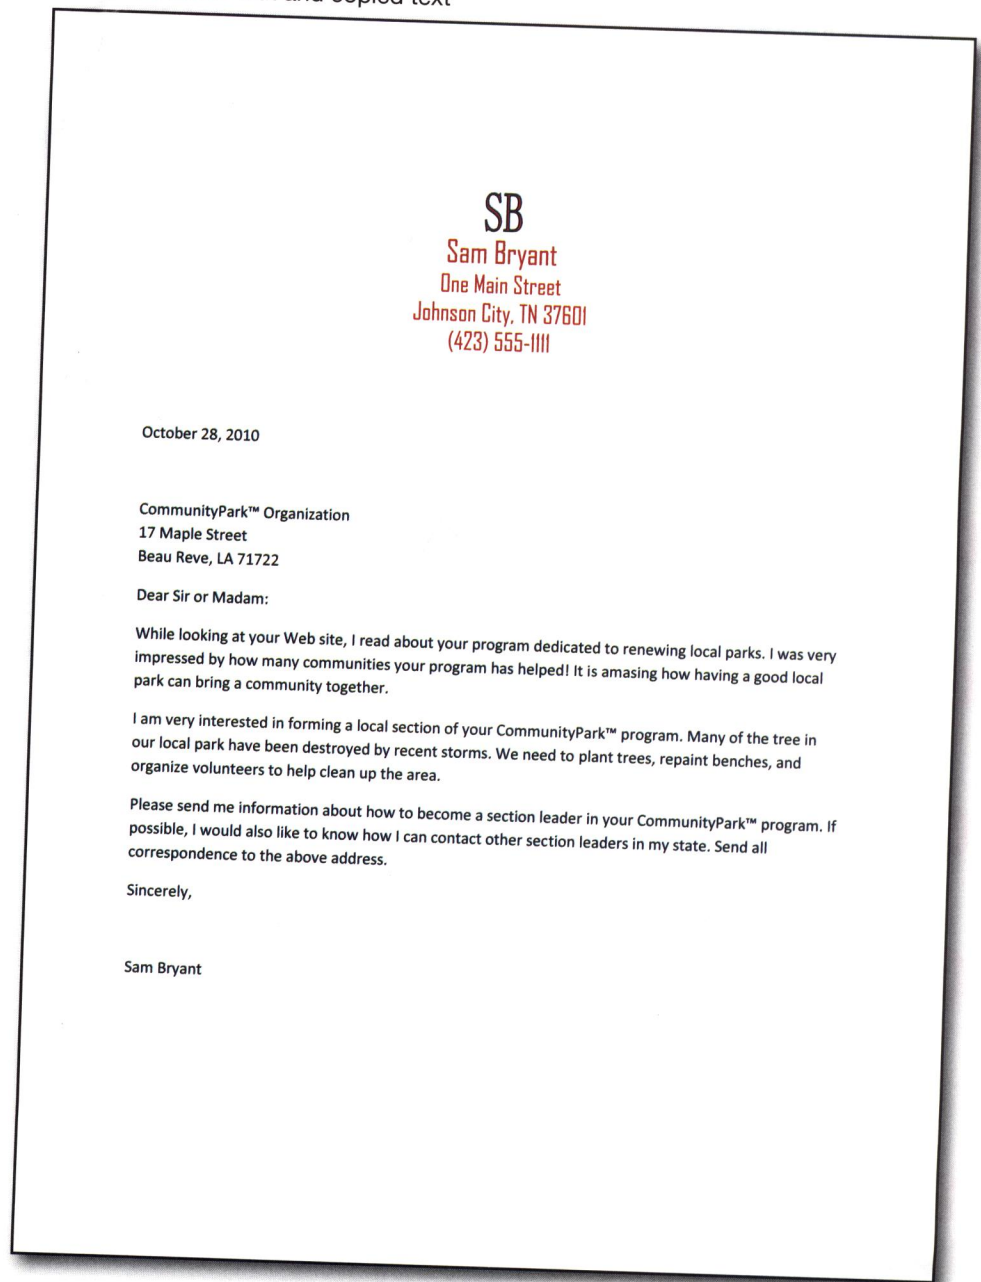 and copied text
SB
Sam Bryant
One Main Street
Johnson City, TN 37601
(423) 555-1111
October 28, 2010
CommunityPark™ Organization
17 Maple Street
Beau Reve, LA 71722
Dear Sir or Madam:
While looking at your Web site, I read about your program dedicated to renewing local parks. I was very
impressed by how many communities your program has helped! It is amasing how having a good local
park can bring a community together.
I am very interested in forming a local section of your CommunityPark™ program. Many of the tree in
our local park have been destroyed by recent storms. We need to plant trees, repaint benches, and
organize volunteers to help clean up the area.
Please send me information about how to become a section leader in your CommunityPark™ program. If
possible, I would also like to know how I can contact other section leaders in my state. Send all
correspondence to the above address.
Sincerely,
Sam Bryant